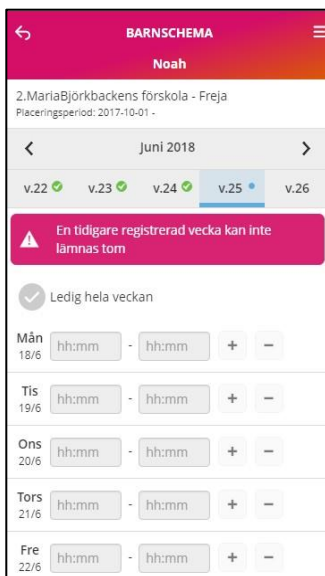 BARNSCHEMA
Noah
2.MariaBjörkbackens förskola - Freja
Placeringsperiod: 2017-10-01 -
Juni 2018
v.22 v.23 v.24 v.25 v.26
En tidigare registrerad vecka kan inte
lämnas tom
Ledig hela veckan
Mån
18/6 hh:mm - hh:mm + -
Tis
19/6 hh:mm - hh:mm + -
Ons
20/6 hh:mm - hh:mm + -
Tors
21/6 hh:mm - hh:mm + -
Fre
22/6 hh:mm - hh:mm + -